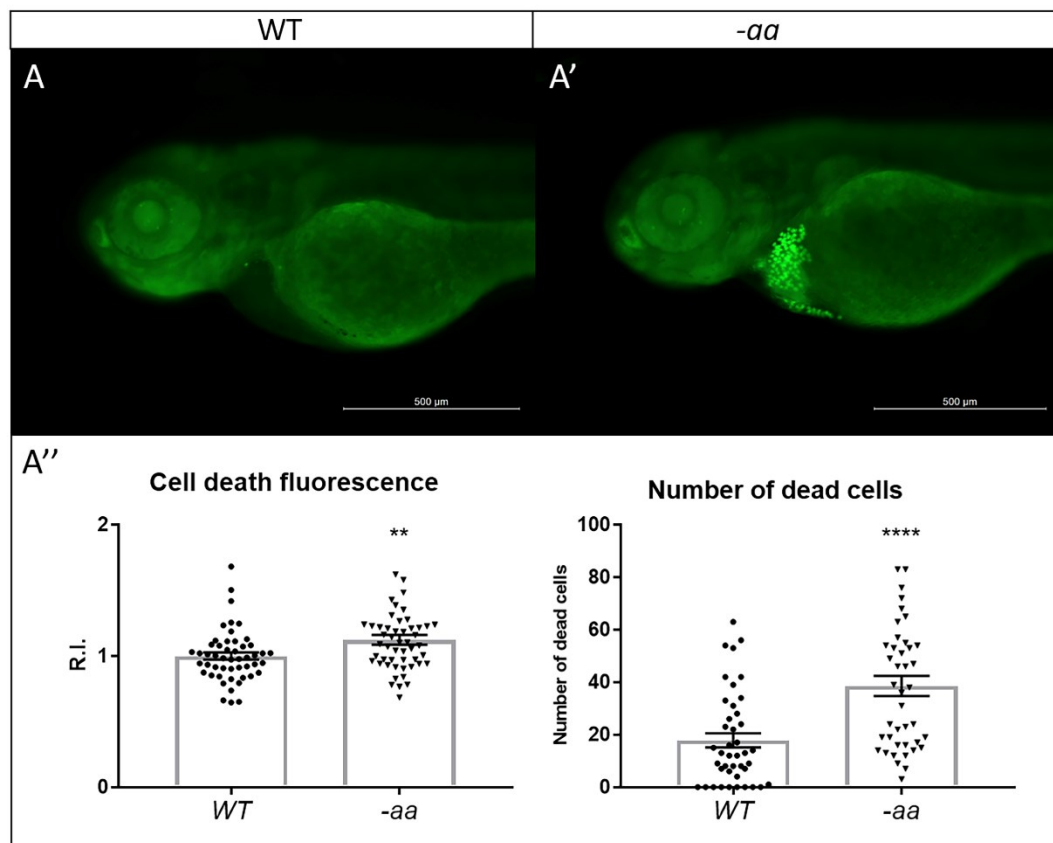 WT
-aa
A
A’
500 µm
500 µm
A’’
Cell death fluorescence
R.I.
2
1
0
**
WT
-aa
Number of dead cells
Number of dead cells
100
80
60
40
20
0
****
WT
-aa